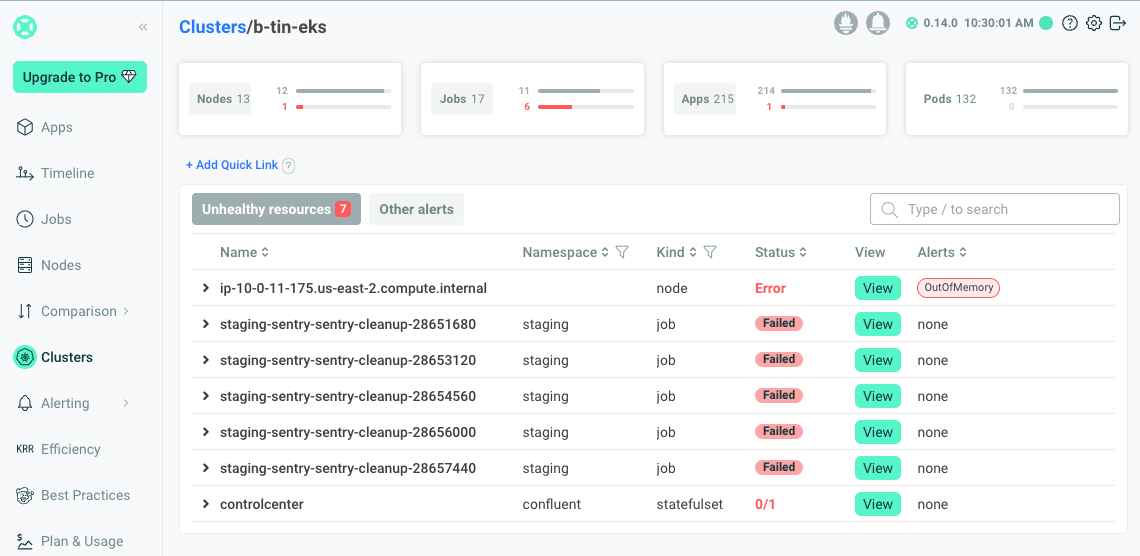 Clusters/b-tin-eks
0.14.0 10:30:01 AM
Upgrade to Pro
Apps
Timeline
Jobs
Nodes
Comparison
Clusters
Alerting
KRR Efficiency
Best Practices
Plan & Usage
Nodes 13
12
1
Jobs 17
11
6
Apps 215
214
1
Pods 132
132
0
+ Add Quick Link ?
Unhealthy resources 7 Other alerts
Type / to search
Name Namespace Kind Status View Alerts
ip-10-0-11-175.us-east-2.compute.internal node Error View OutOfMemory
staging-sentry-sentry-cleanup-28651680 staging job Failed View none
staging-sentry-sentry-cleanup-28653120 staging job Failed View none
staging-sentry-sentry-cleanup-28654560 staging job Failed View none
staging-sentry-sentry-cleanup-28656000 staging job Failed View none
staging-sentry-sentry-cleanup-28657440 staging job Failed View none
controlcenter confluent statefulset 0/1 View none